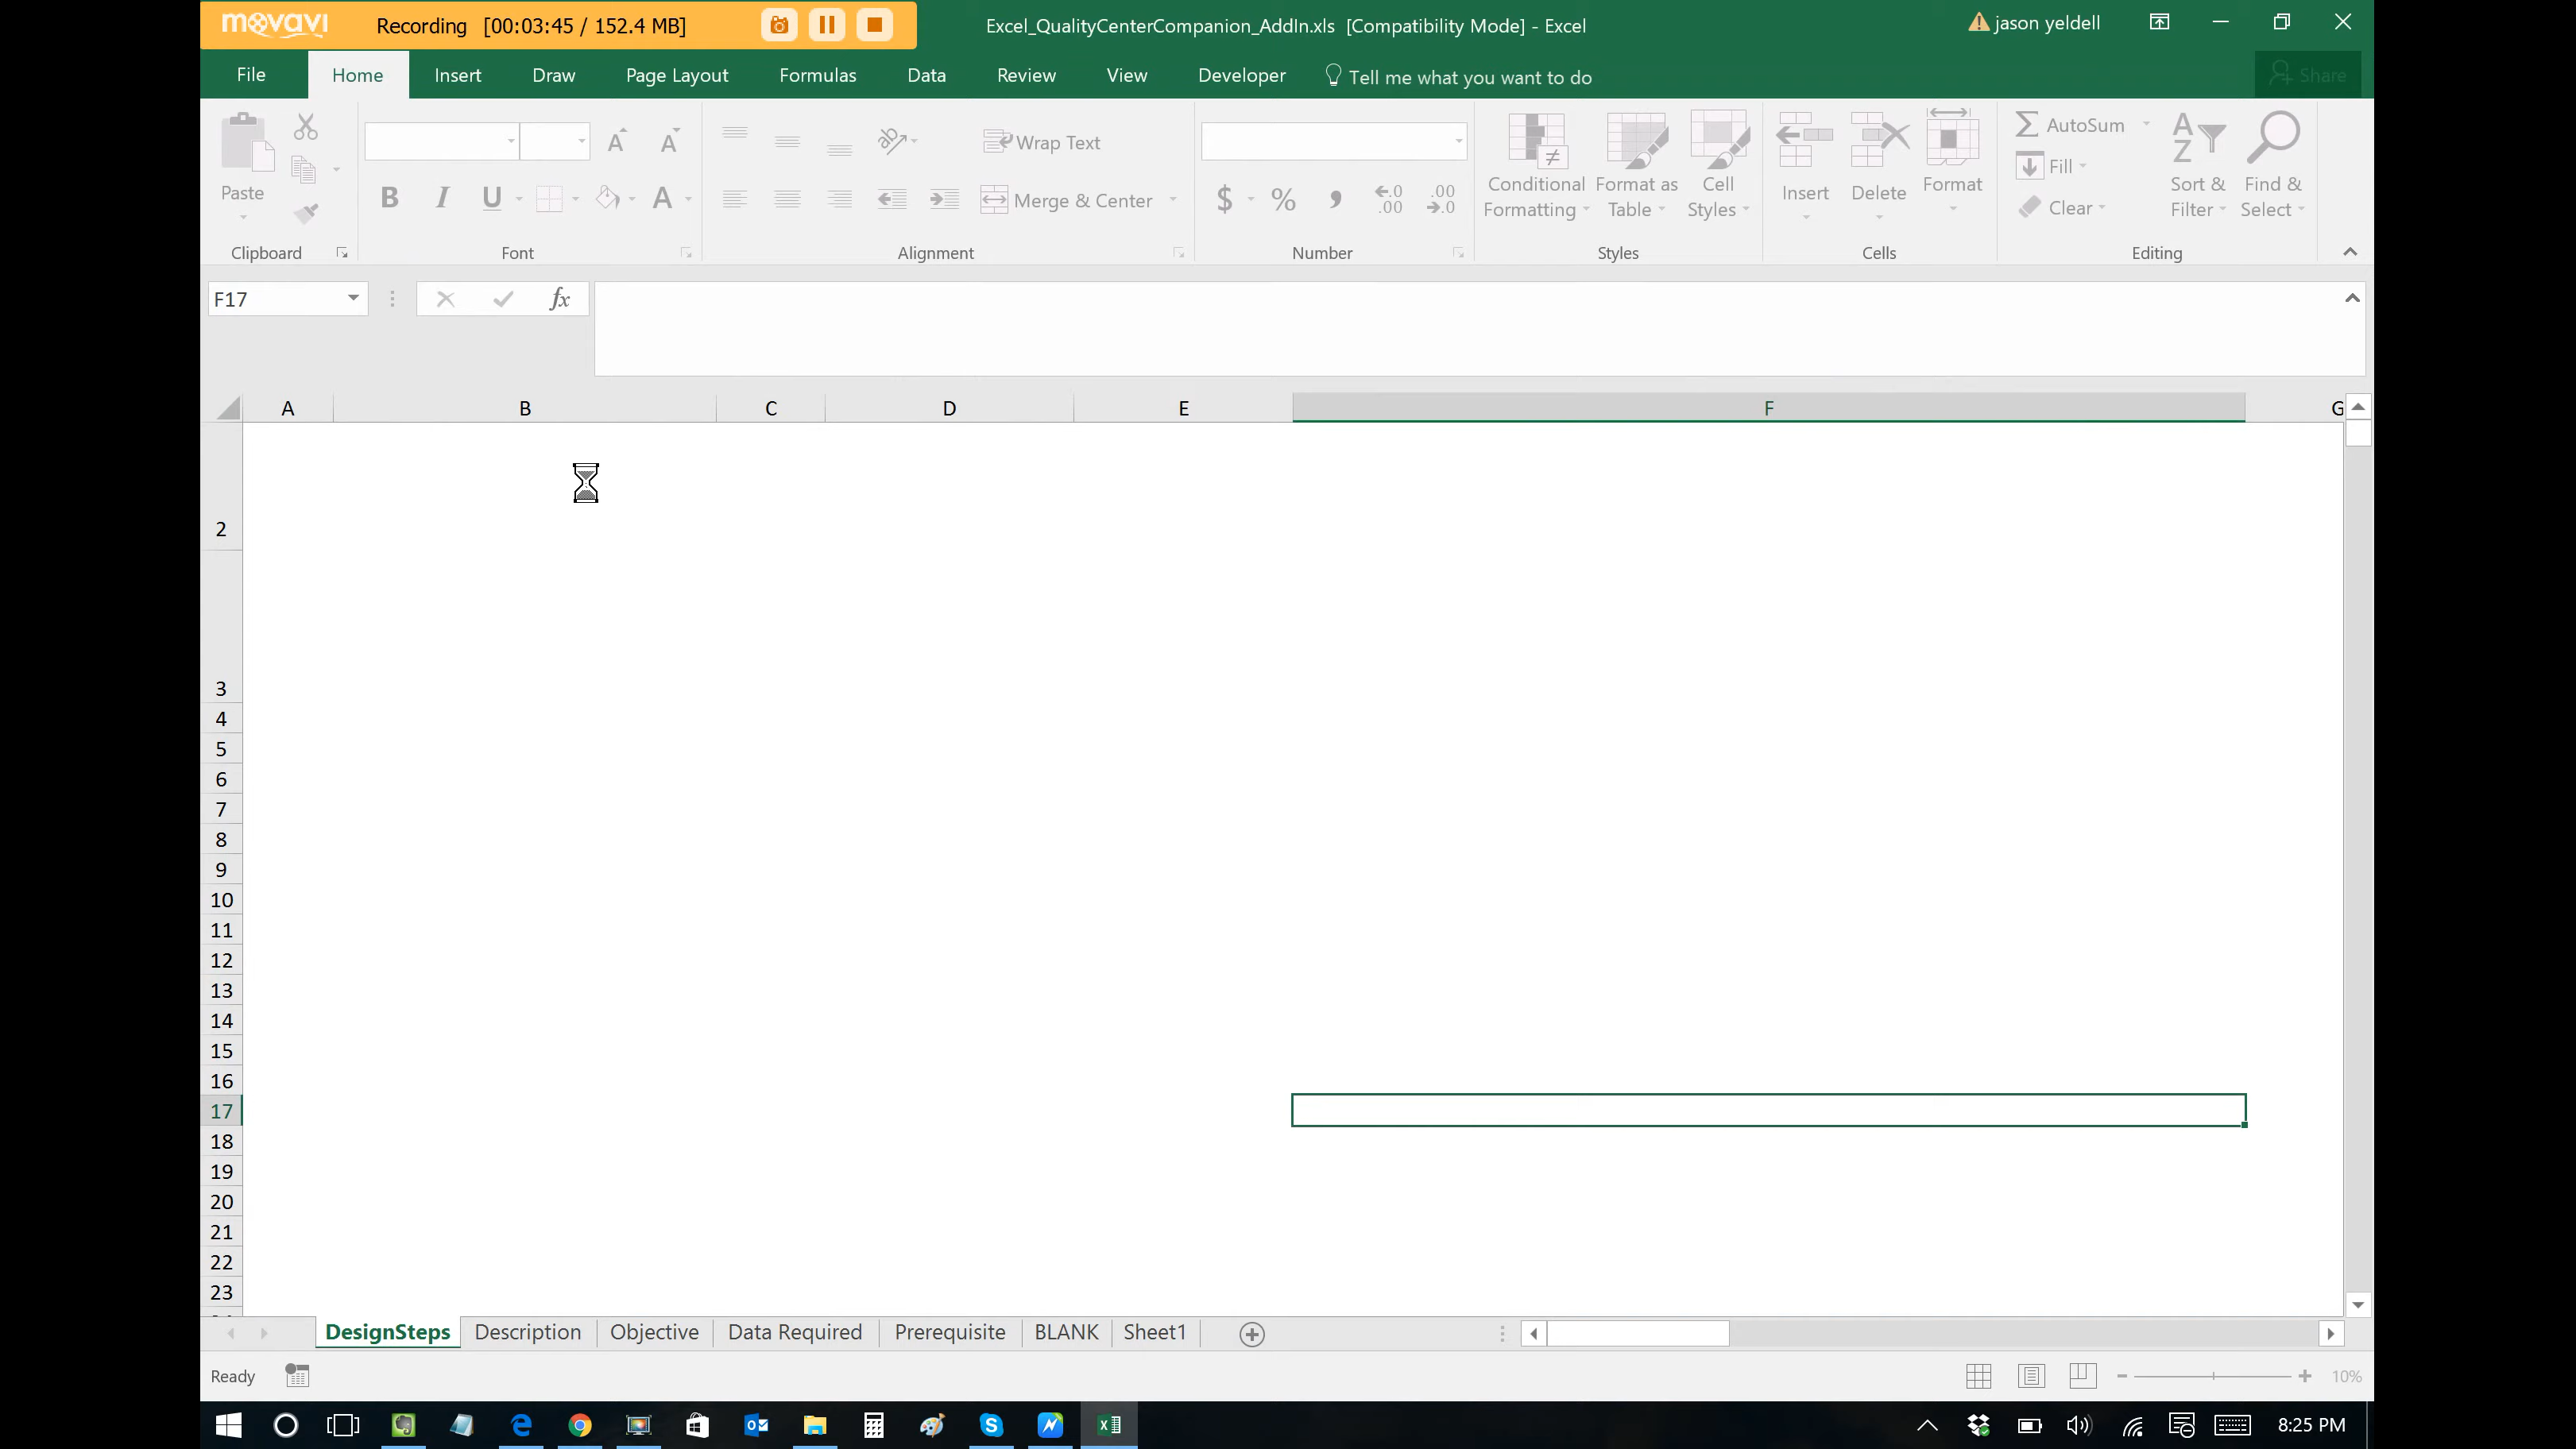 movavi Recording [00:03:45 / 152.4 MB] Excel_QualityCenterCompanion_AddIn.xls [Compatibility Mode] - Excel jason yeldell
File Home Insert Draw Page Layout Formulas Data Review View Developer Tell me what you want to do Share
Paste
B I U
Wrap Text
Merge & Center
$ % ,
Conditional Formatting
Format as Table
Cell Styles
Insert Delete Format
AutoSum
Fill
Clear
Sort & Filter
Find & Select
Clipboard Font Alignment Number Styles Cells Editing
F17 fx
A B C D E F G
2
3
4
5
6
7
8
9
10
11
12
13
14
15
16
17
18
19
20
21
22
23
DesignSteps Description Objective Data Required Prerequisite BLANK Sheet1
Ready 10%
8:25 PM